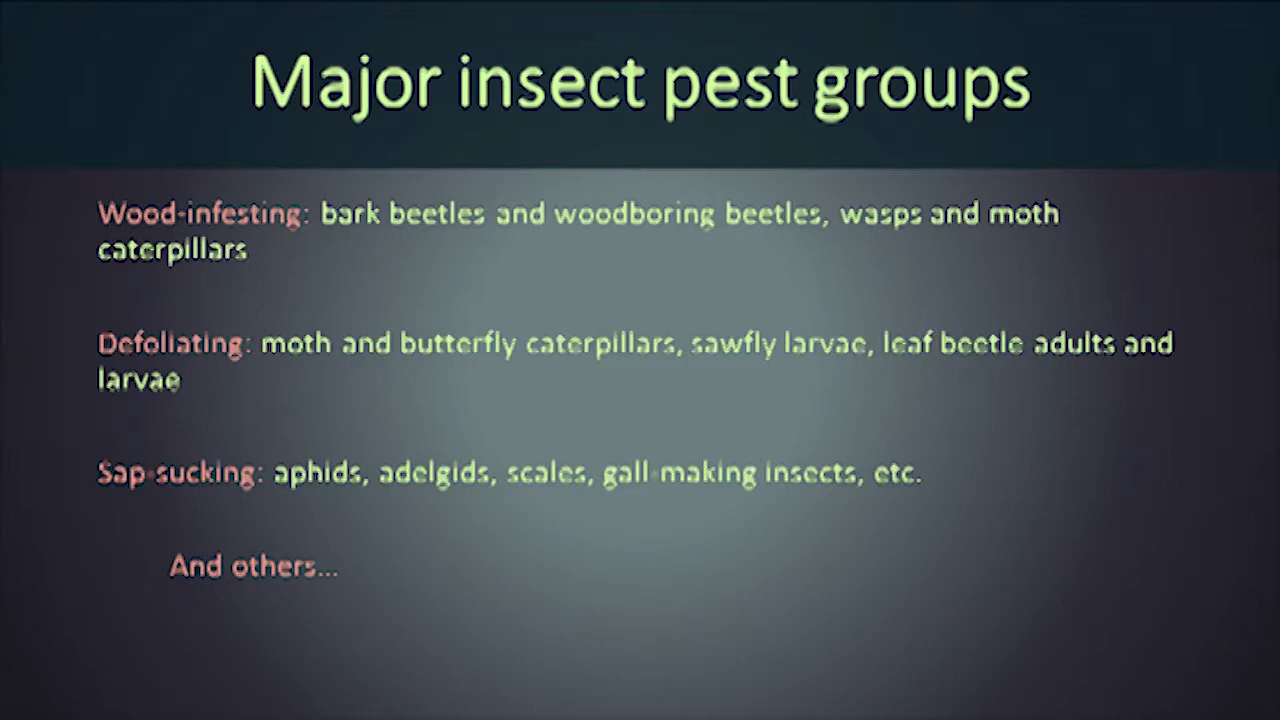 Major insect pest groups
Wood-infesting: bark beetles and woodboring beetles, wasps and moth
caterpillars
Defoliating: moth and butterfly caterpillars, sawfly larvae, leaf beetle adults and
larvae
Sap-sucking: aphids, adelgids, scales, gall-making insects, etc.
And others...